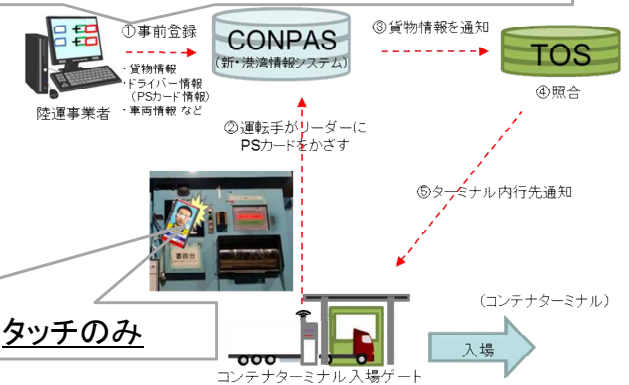 ①事前登録
CONPAS
(新・港湾情報システム)
③貨物情報を通知
TOS
④照合
・貨物情報
・ドライバー情報
(PSカード情報)
・車両情報 など
陸運事業者
②運転手がリーダーに
PSカードをかざす
⑤ターミナル内行先通知
書面台
タッチのみ
(コンテナターミナル)
入場
コンテナターミナル入場ゲート